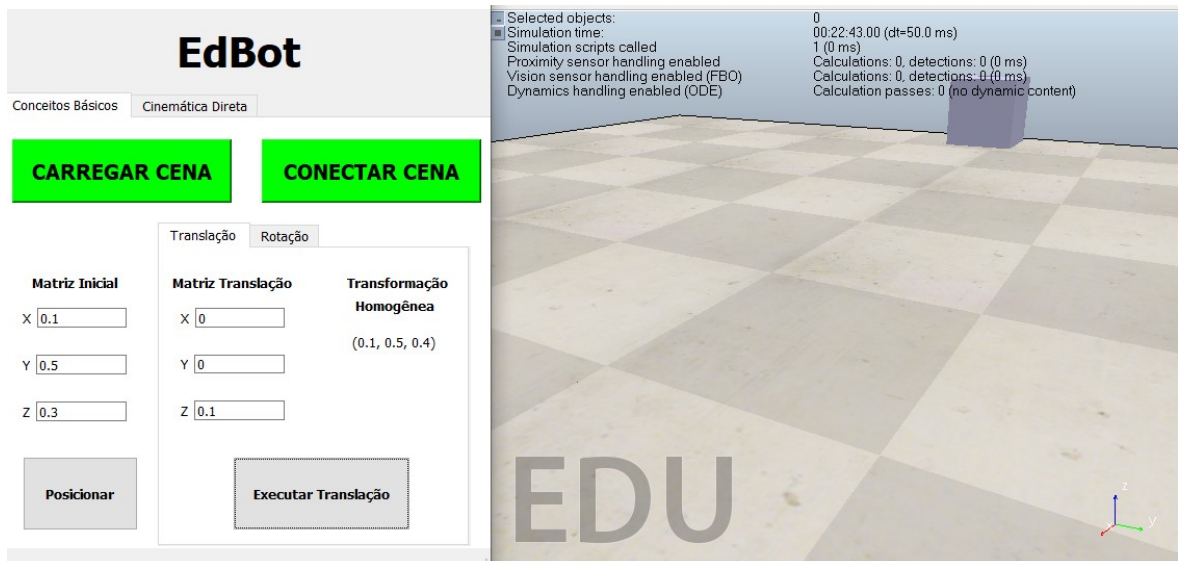 EdBot
Conceitos Básicos Cinemática Direta
CARREGAR CENA CONECTAR CENA
Translação Rotação
Matriz Inicial Matriz Translação Transformação
Homogênea
X 0.1 X 0
(0.1, 0.5, 0.4)
Y 0.5 Y 0
Z 0.3 Z 0.1
Posicionar Executar Translação
Selected objects: 0
Simulation time: 00:22:43.00 (dt=50.0 ms)
Simulation scripts called 1 (0 ms)
Proximity sensor handling enabled Calculations: 0, detections: 0 (0 ms)
Vision sensor handling enabled (FBO) Calculations: 0, detections: 0 (0 ms)
Dynamics handling enabled (ODE) Calculation passes: 0 (no dynamic content)
EDU
z
x y